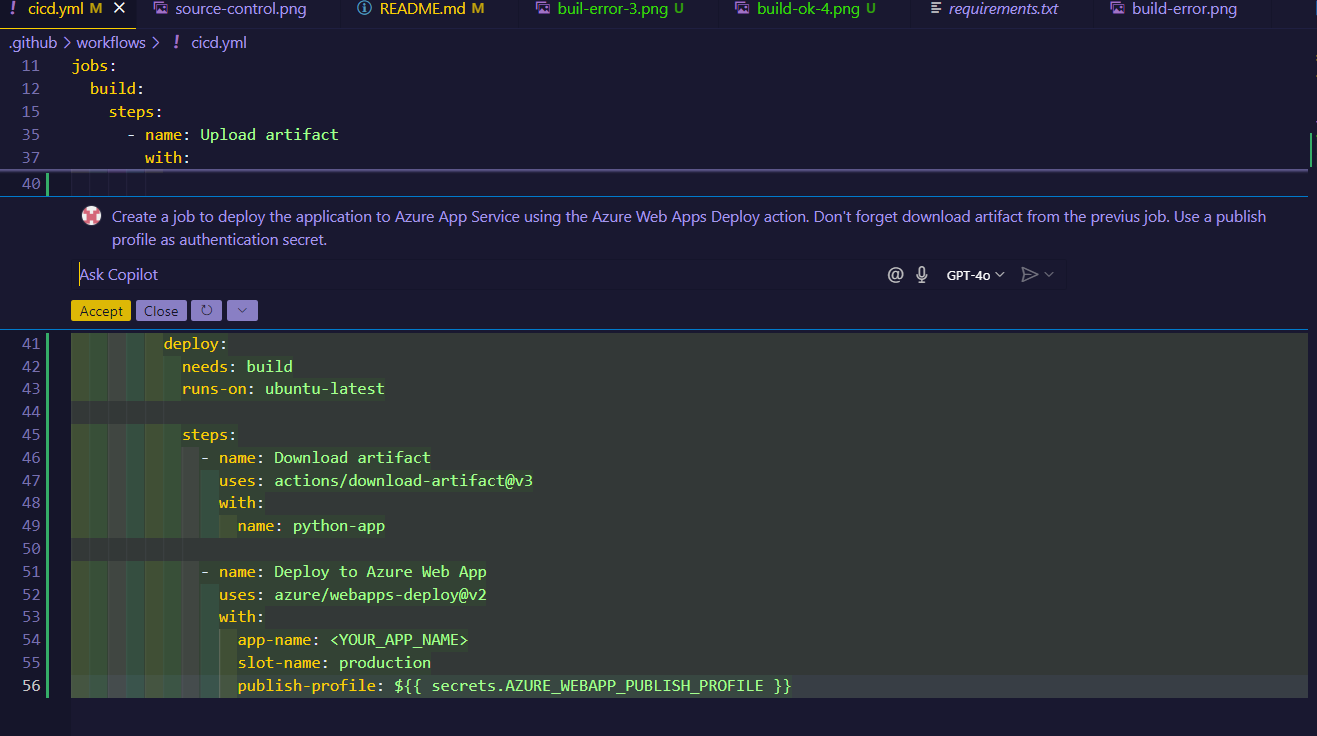 ! cicd.yml M × source-control.png README.md M buil-error-3.png U build-ok-4.png U requirements.txt build-error.png
.github > workflows > ! cicd.yml
11 jobs:
12 build:
15 steps:
35 - name: Upload artifact
37 with:
40
Create a job to deploy the application to Azure App Service using the Azure Web Apps Deploy action. Don't forget download artifact from the previus job. Use a publish
profile as authentication secret.
Ask Copilot @ GPT-4o
Accept Close
41 deploy:
42 needs: build
43 runs-on: ubuntu-latest
44
45 steps:
46 - name: Download artifact
47 uses: actions/download-artifact@v3
48 with:
49 name: python-app
50
51 - name: Deploy to Azure Web App
52 uses: azure/webapps-deploy@v2
53 with:
54 app-name: <YOUR_APP_NAME>
55 slot-name: production
56 publish-profile: ${{ secrets.AZURE_WEBAPP_PUBLISH_PROFILE }}